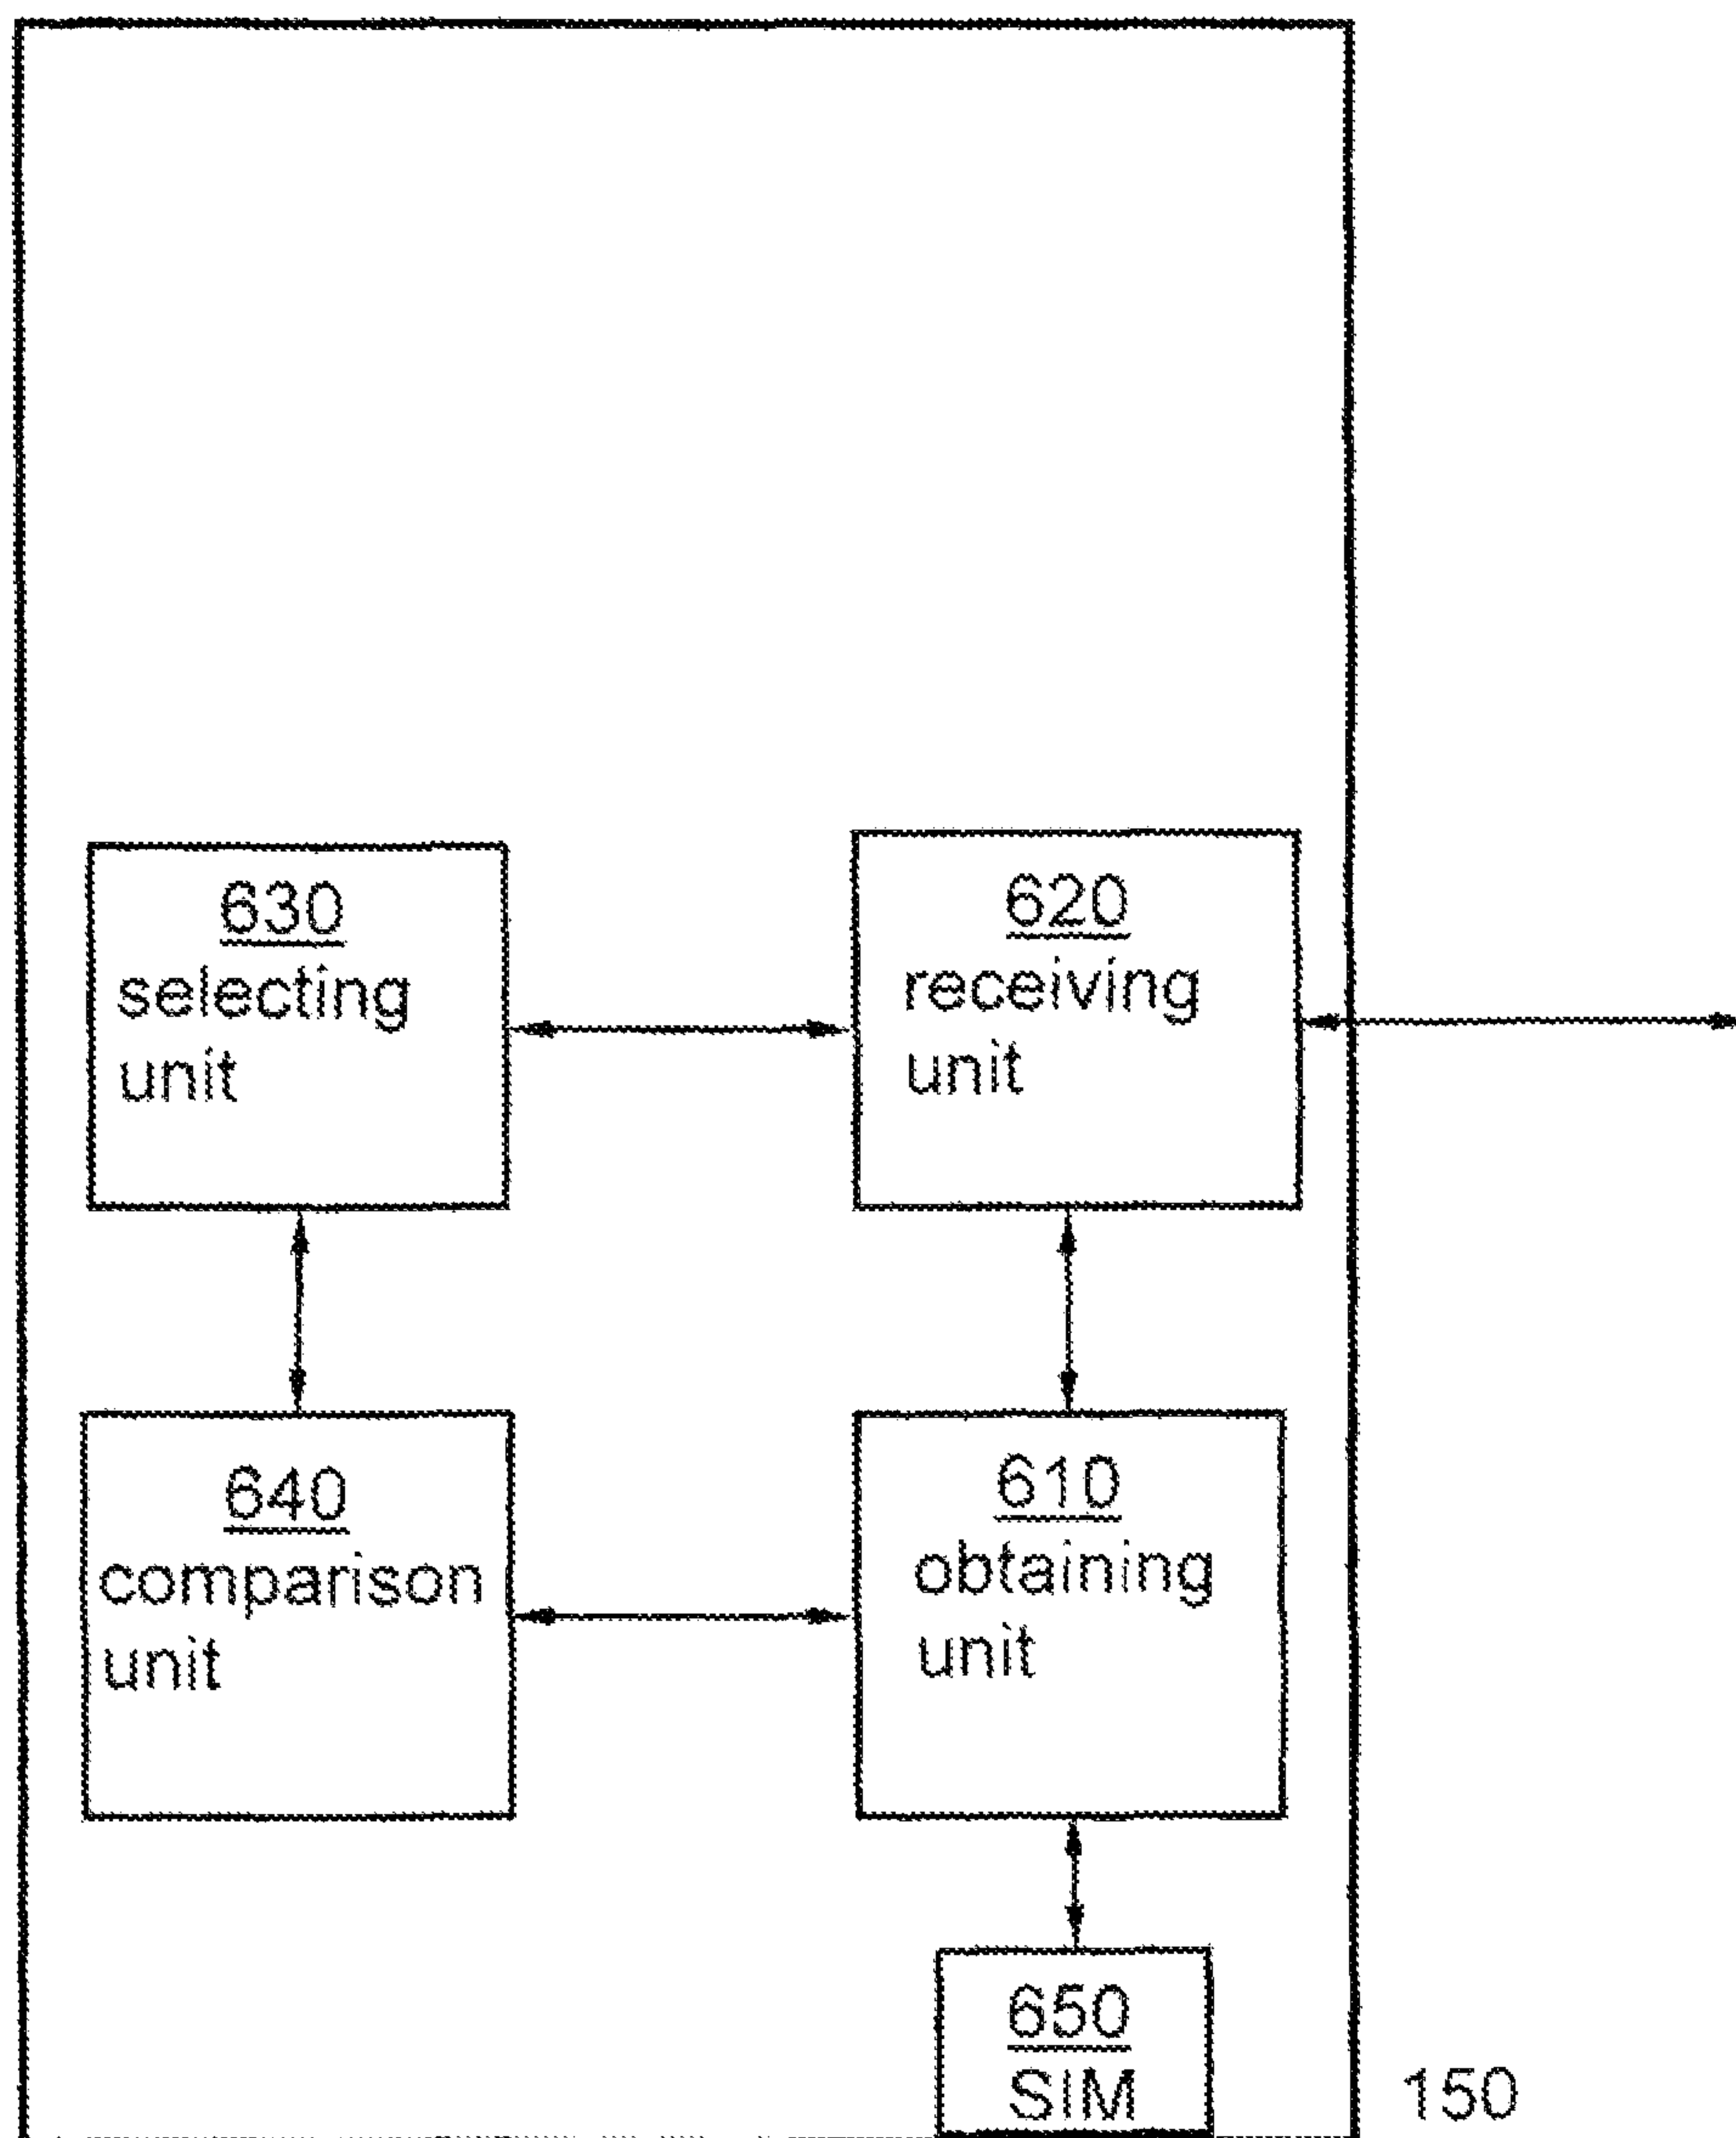 630
selecting
unit
620
receiving
unit
640
comparison
unit
610
obtaining
unit
650
SIM
150